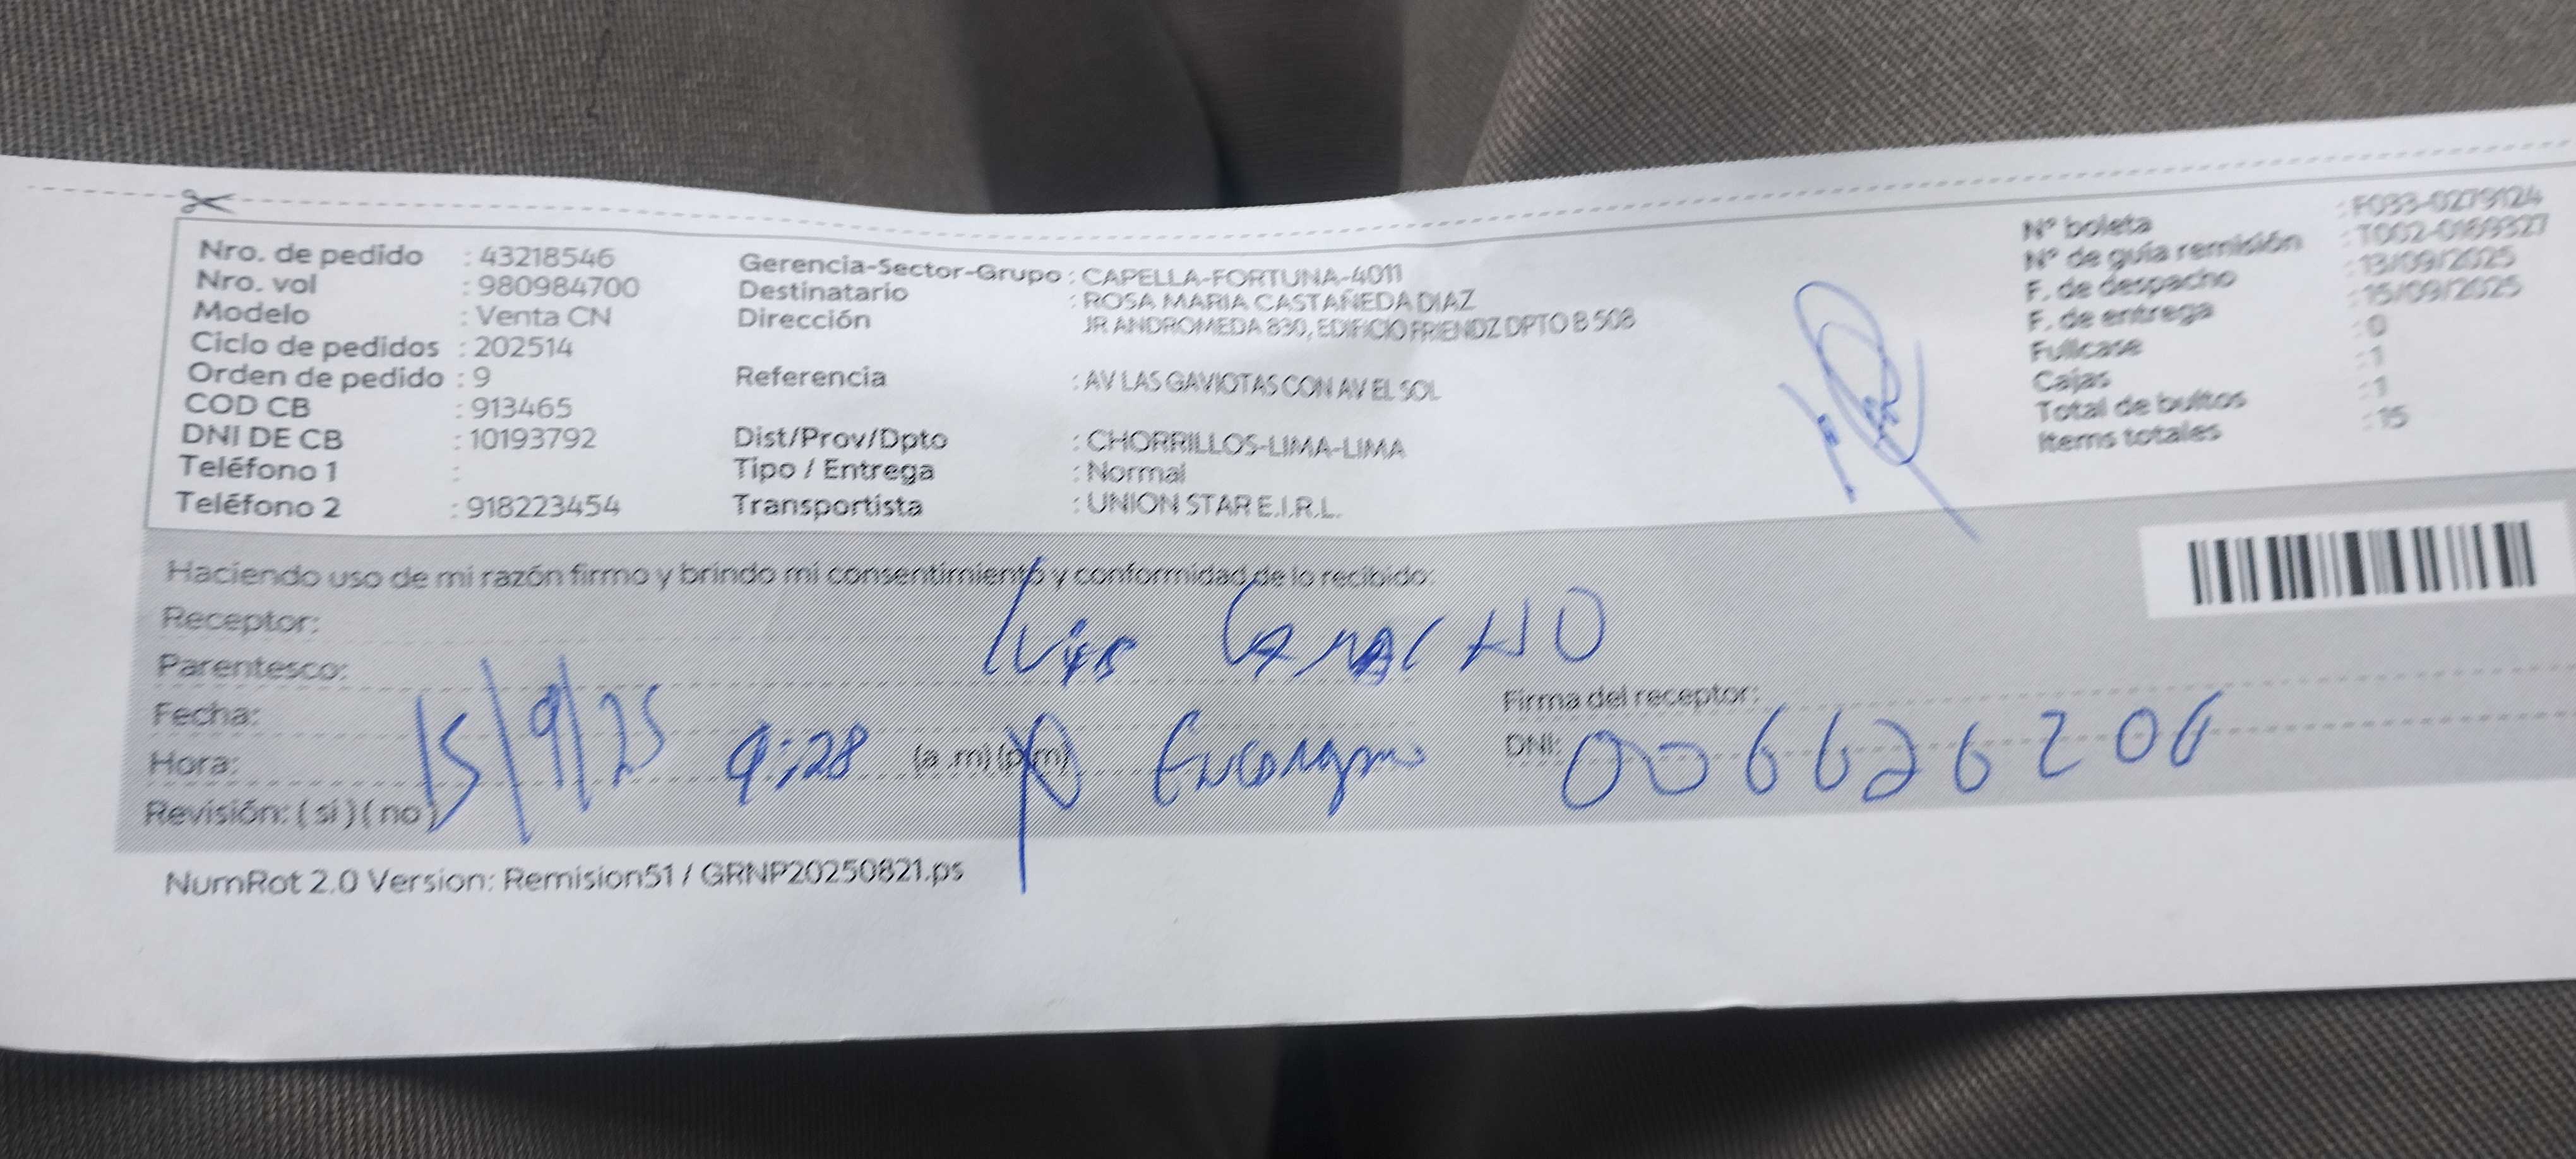 Nro. de pedido : 43218546
Nro. vol : 980984700
Modelo : Venta CN
Ciclo de pedidos : 202514
Orden de pedido : 9
COD CB : 913465
DNI DE CB : 10193792
Teléfono 1 :
Teléfono 2 : 918223454
Gerencia-Sector-Grupo : CAPELLA-FORTUNA-4011
Destinatario : ROSA MARIA CASTAÑEDA DIAZ
Dirección JR ANDROMEDA 830, EDIFICIO FRIENDZ DPTO B 508
Referencia : AV LAS GAVIOTAS CON AV EL SOL
Dist/Prov/Dpto : CHORRILLOS-LIMA-LIMA
Tipo / Entrega : Normal
Transportista : UNION STAR E.I.R.L.
N° boleta : F033-0279124
N° de guía remisión : T002-0169327
F. de despacho : 13/09/2025
F. de entrega : 15/09/2025
Fullcase : 0
Cajas : 1
Total de bultos : 1
Items totales : 15
Haciendo uso de mi razón firmo y brindo mi consentimiento y conformidad de lo recibido:
Receptor:
Parentesco:
Fecha: 15/9/25
Hora: 9:28 (a .m) (p.m)
Firma del receptor:
DNI: 006626206
Revisión: ( si ) ( no )
NumRot 2.0 Version: Remision51 / GRNP20250821.ps